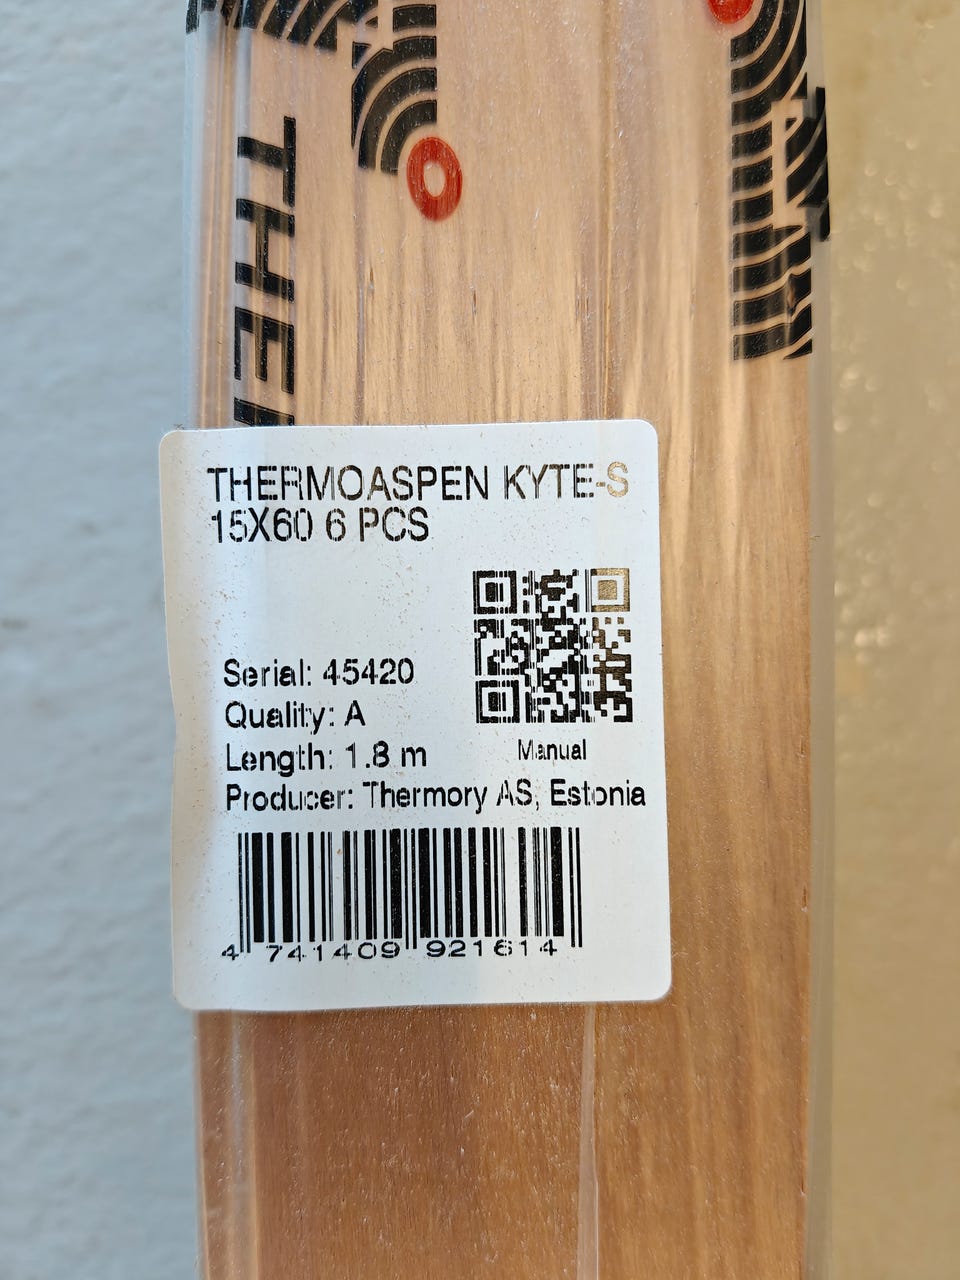 THER
THERMOASPEN KYTE-S
15X60 6 PCS
Serial: 45420
Quality: A
Length: 1.8 m
Manual
Producer: Thermory AS, Estonia
4 741409 921614